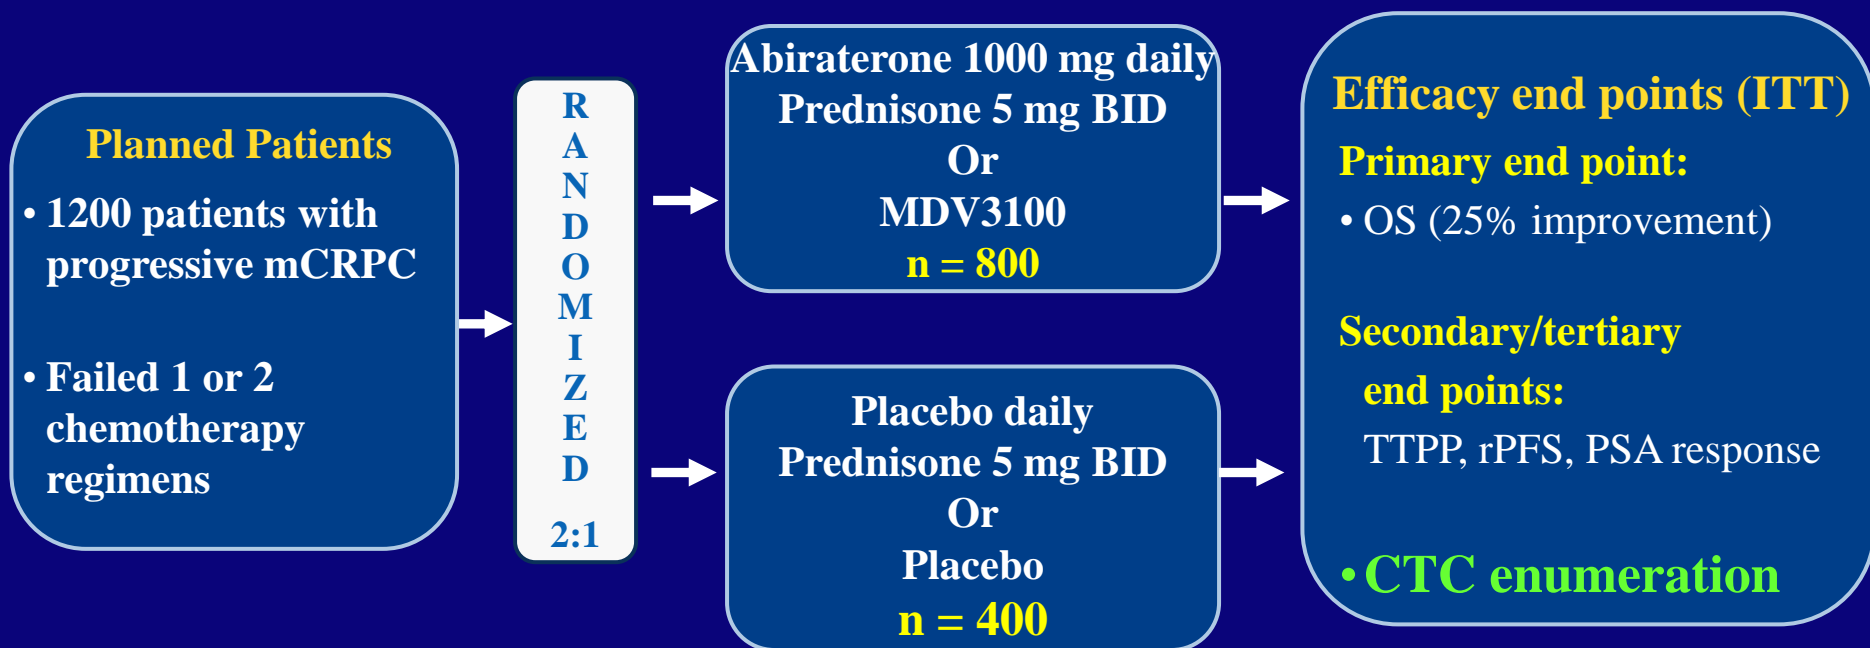 Planned Patients
• 1200 patients with
progressive mCRPC
• Failed 1 or 2
chemotherapy
regimens
R
A
N
D
O
M
I
Z
E
D
2:1
Abiraterone 1000 mg daily
Prednisone 5 mg BID
Or
MDV3100
n = 800
Placebo daily
Prednisone 5 mg BID
Or
Placebo
n = 400
Efficacy end points (ITT)
Primary end point:
• OS (25% improvement)
Secondary/tertiary
end points:
TTPP, rPFS, PSA response
• CTC enumeration